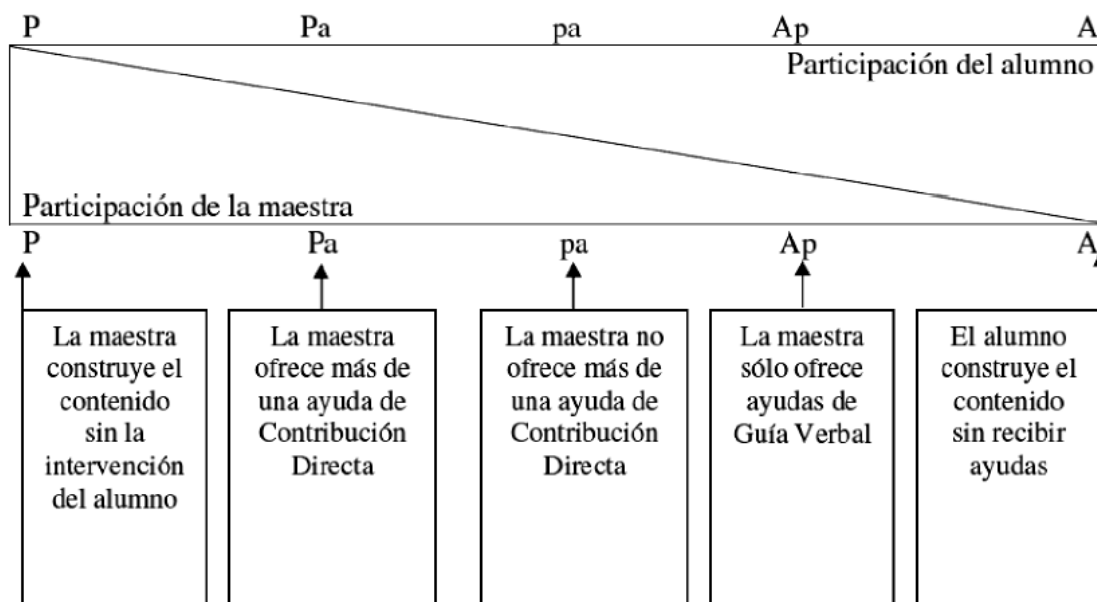 P Pa pa Ap A
Participación del alumno
Participación de la maestra
P Pa pa Ap A
La maestra
construye el
contenido
sin la
intervención
del alumno
La maestra
ofrece más de
una ayuda de
Contribución
Directa
La maestra no
ofrece más de
una ayuda de
Contribución
Directa
La maestra
sólo ofrece
ayudas de
Guía Verbal
El alumno
construye el
contenido
sin recibir
ayudas